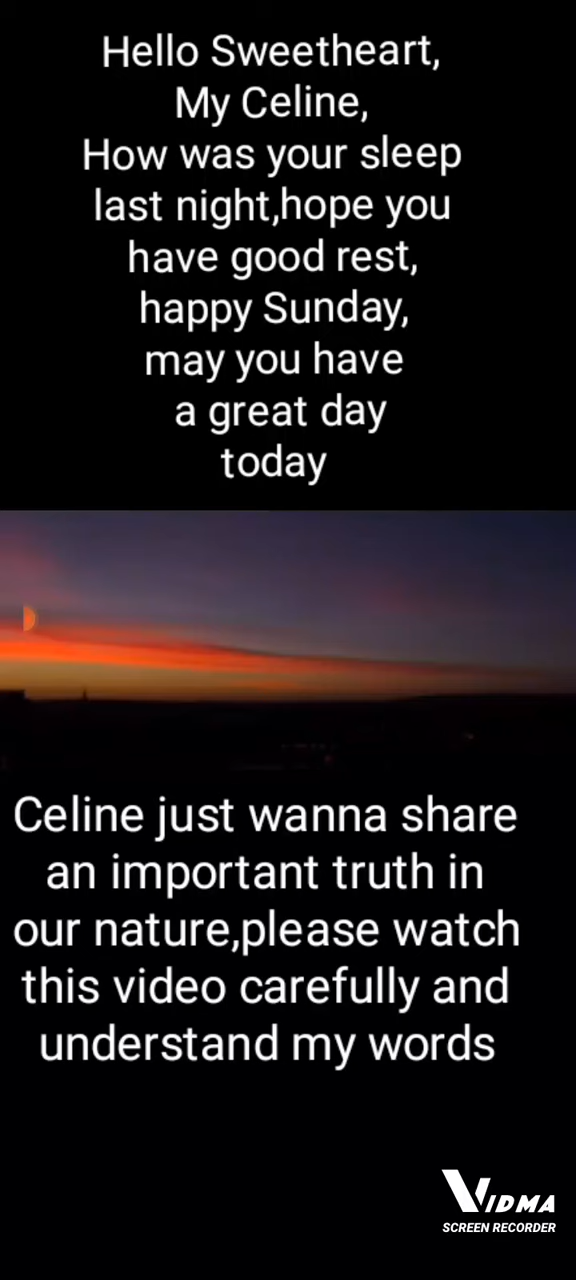 Hello Sweetheart,
My Celine,
How was your sleep
last night,hope you
have good rest,
happy Sunday,
may you have
a great day
today
Celine just wanna share
an important truth in
our nature,please watch
this video carefully and
understand my words
VIDMA
SCREEN RECORDER